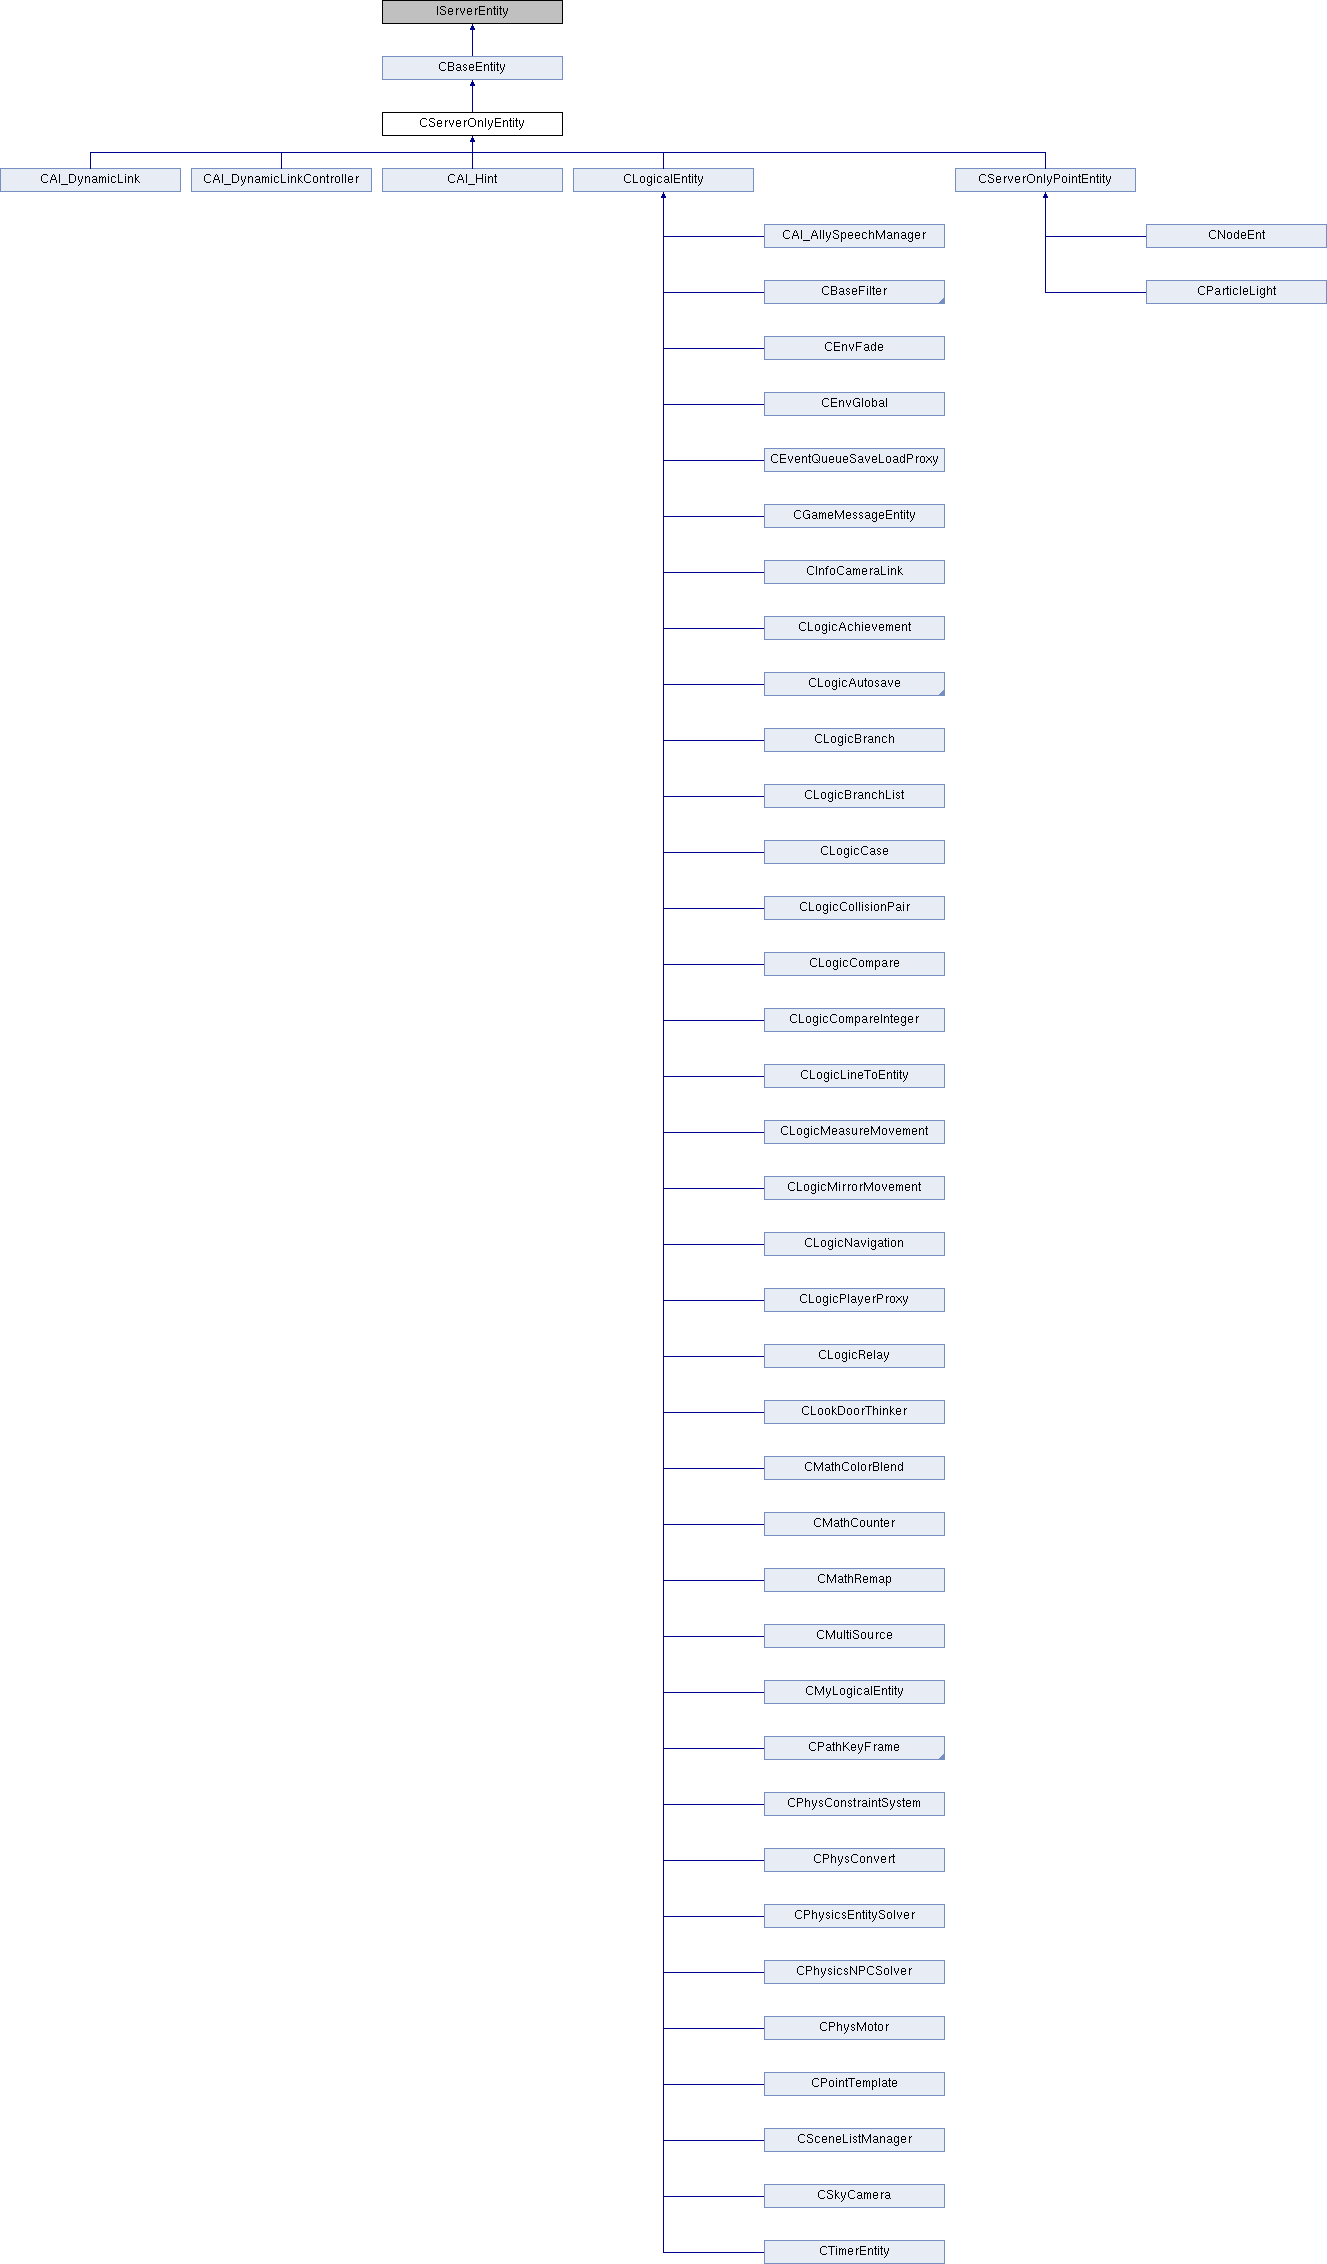 IServerEntity
CBaseEntity
CServerOnlyEntity
CAI_DynamicLink
CAI_DynamicLinkController
CAI_Hint
CLogicalEntity
CServerOnlyPointEntity
CAI_AllySpeechManager
CNodeEnt
CBaseFilter
CParticleLight
CEnvFade
CEnvGlobal
CEventQueueSaveLoadProxy
CGameMessageEntity
CInfoCameraLink
CLogicAchievement
CLogicAutosave
CLogicBranch
CLogicBranchList
CLogicCase
CLogicCollisionPair
CLogicCompare
CLogicCompareInteger
CLogicLineToEntity
CLogicMeasureMovement
CLogicMirrorMovement
CLogicNavigation
CLogicPlayerProxy
CLogicRelay
CLookDoorThinker
CMathColorBlend
CMathCounter
CMathRemap
CMultiSource
CMyLogicalEntity
CPathKeyFrame
CPhysConstraintSystem
CPhysConvert
CPhysicsEntitySolver
CPhysicsNPCSolver
CPhysMotor
CPointTemplate
CSceneListManager
CSkyCamera
CTimerEntity